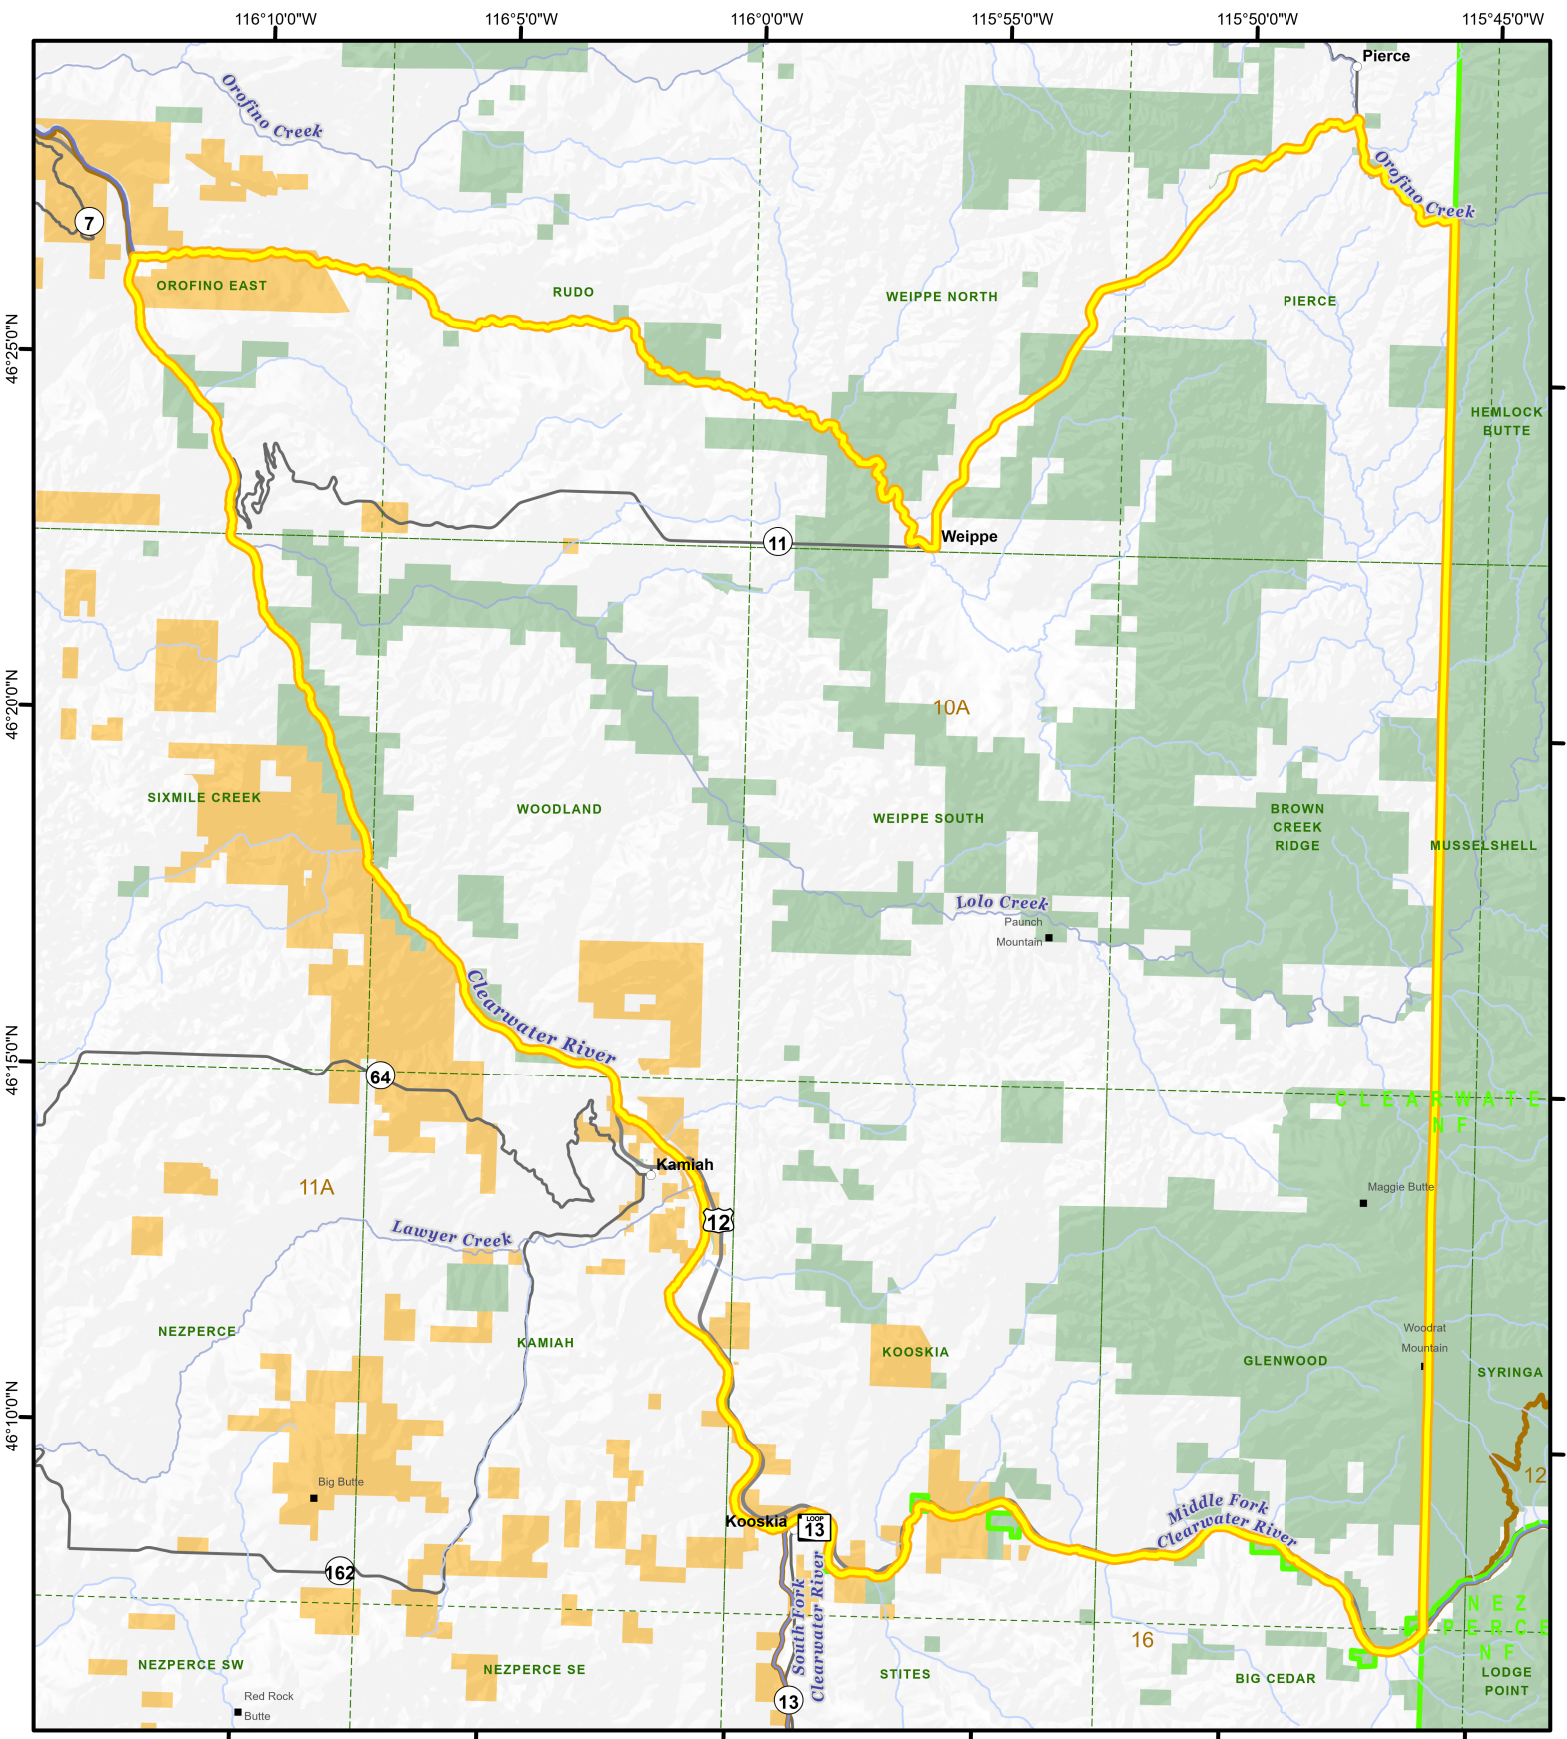 116°10'0"W
116°5'0"W
116°0'0"W
115°55'0"W
115°50'0"W
115°45'0"W
Pierce
Orofino Creek
Orofino Creek
7
OROFINO EAST
RUDO
WEIPPE NORTH
PIERCE
46°25'0"N
HEMLOCK
BUTTE
11
Weippe
46°20'0"N
10A
SIXMILE CREEK
WOODLAND
WEIPPE SOUTH
BROWN
CREEK
RIDGE
MUSSELSHELL
Lolo Creek
Paunch
Mountain
Clearwater River
46°15'0"N
64
CLEARWATE
NF
Kamiah
11A
Maggie Butte
12
Lawyer Creek
NEZPERCE
KAMIAH
KOOSKIA
Woodrat
Mountain
GLENWOOD
SYRINGA
46°10'0"N
Big Butte
12
Middle Fork
Clearwater River
Kooskia
LOOP
13
162
South Fork
Clearwater River
NEZ
PERCE
NF
16
NEZPERCE SW
NEZPERCE SE
STITES
BIG CEDAR
LODGE
POINT
Red Rock
Butte
13